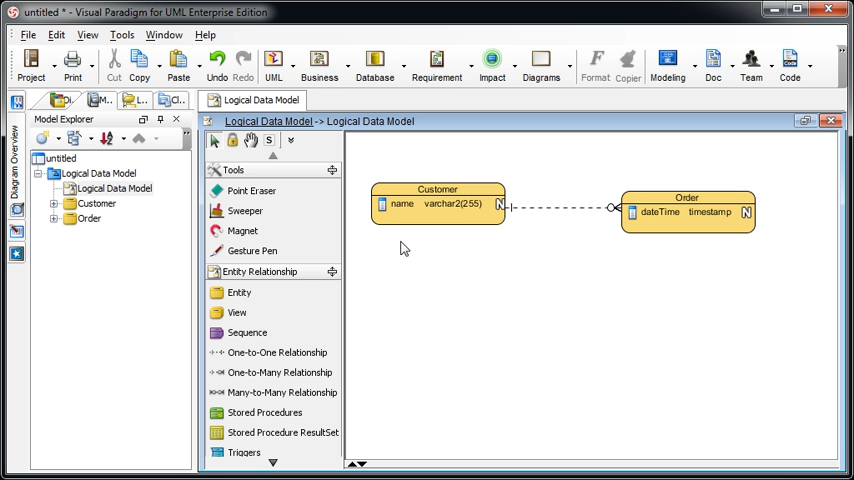 untitled * - Visual Paradigm for UML Enterprise Edition
File Edit View Tools Window Help
Project Print Cut Copy Paste Undo Redo UML Business Database Requirement Impact Diagrams Format Copier Modeling Doc Team Code
Di.. M.. L... Cl..
Logical Data Model
Model Explorer
Logical Data Model -> Logical Data Model
Diagram Overview
untitled
Logical Data Model
Logical Data Model
Customer
Order
S
Tools
Point Eraser
Sweeper
Magnet
Gesture Pen
Entity Relationship
Entity
View
Sequence
One-to-One Relationship
One-to-Many Relationship
Many-to-Many Relationship
Stored Procedures
Stored Procedure ResultSet
Triggers
Customer
name varchar2(255) N
Order
dateTime timestamp N